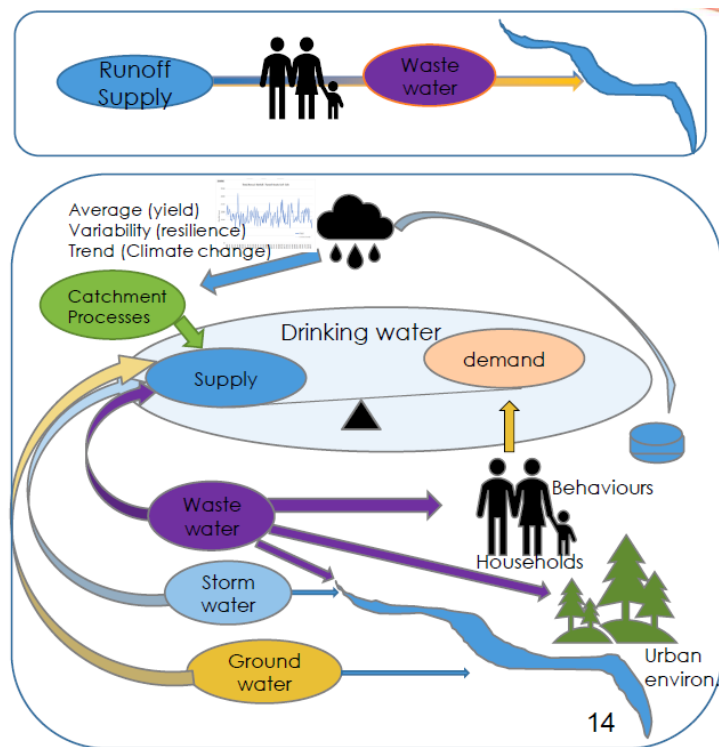 Runoff
Supply
Waste
water
Average (yield)
Variability (resilience)
Trend (Climate change)
Catchment
Processes
Drinking water
Supply
demand
Waste
water
Behaviours
Households
Storm
water
Ground
water
Urban
environ
14